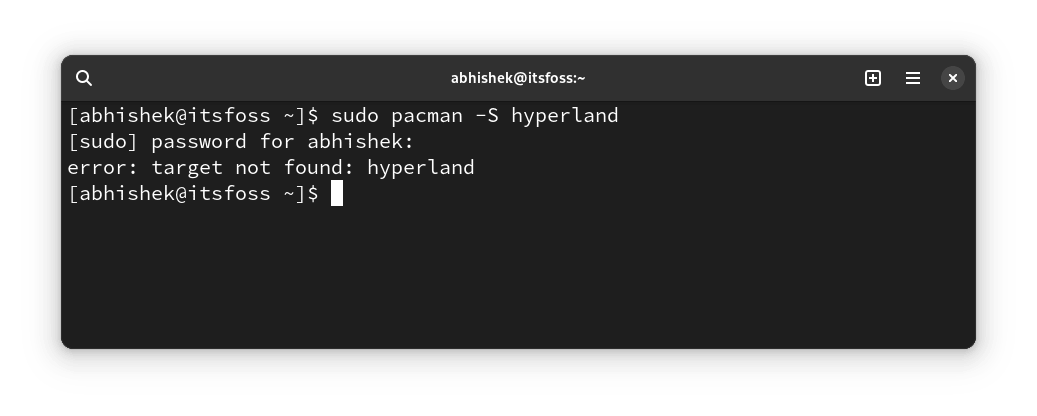 abhishek@itsfoss:~
[abhishek@itsfoss ~]$ sudo pacman -S hyperland
[sudo] password for abhishek:
error: target not found: hyperland
[abhishek@itsfoss ~]$